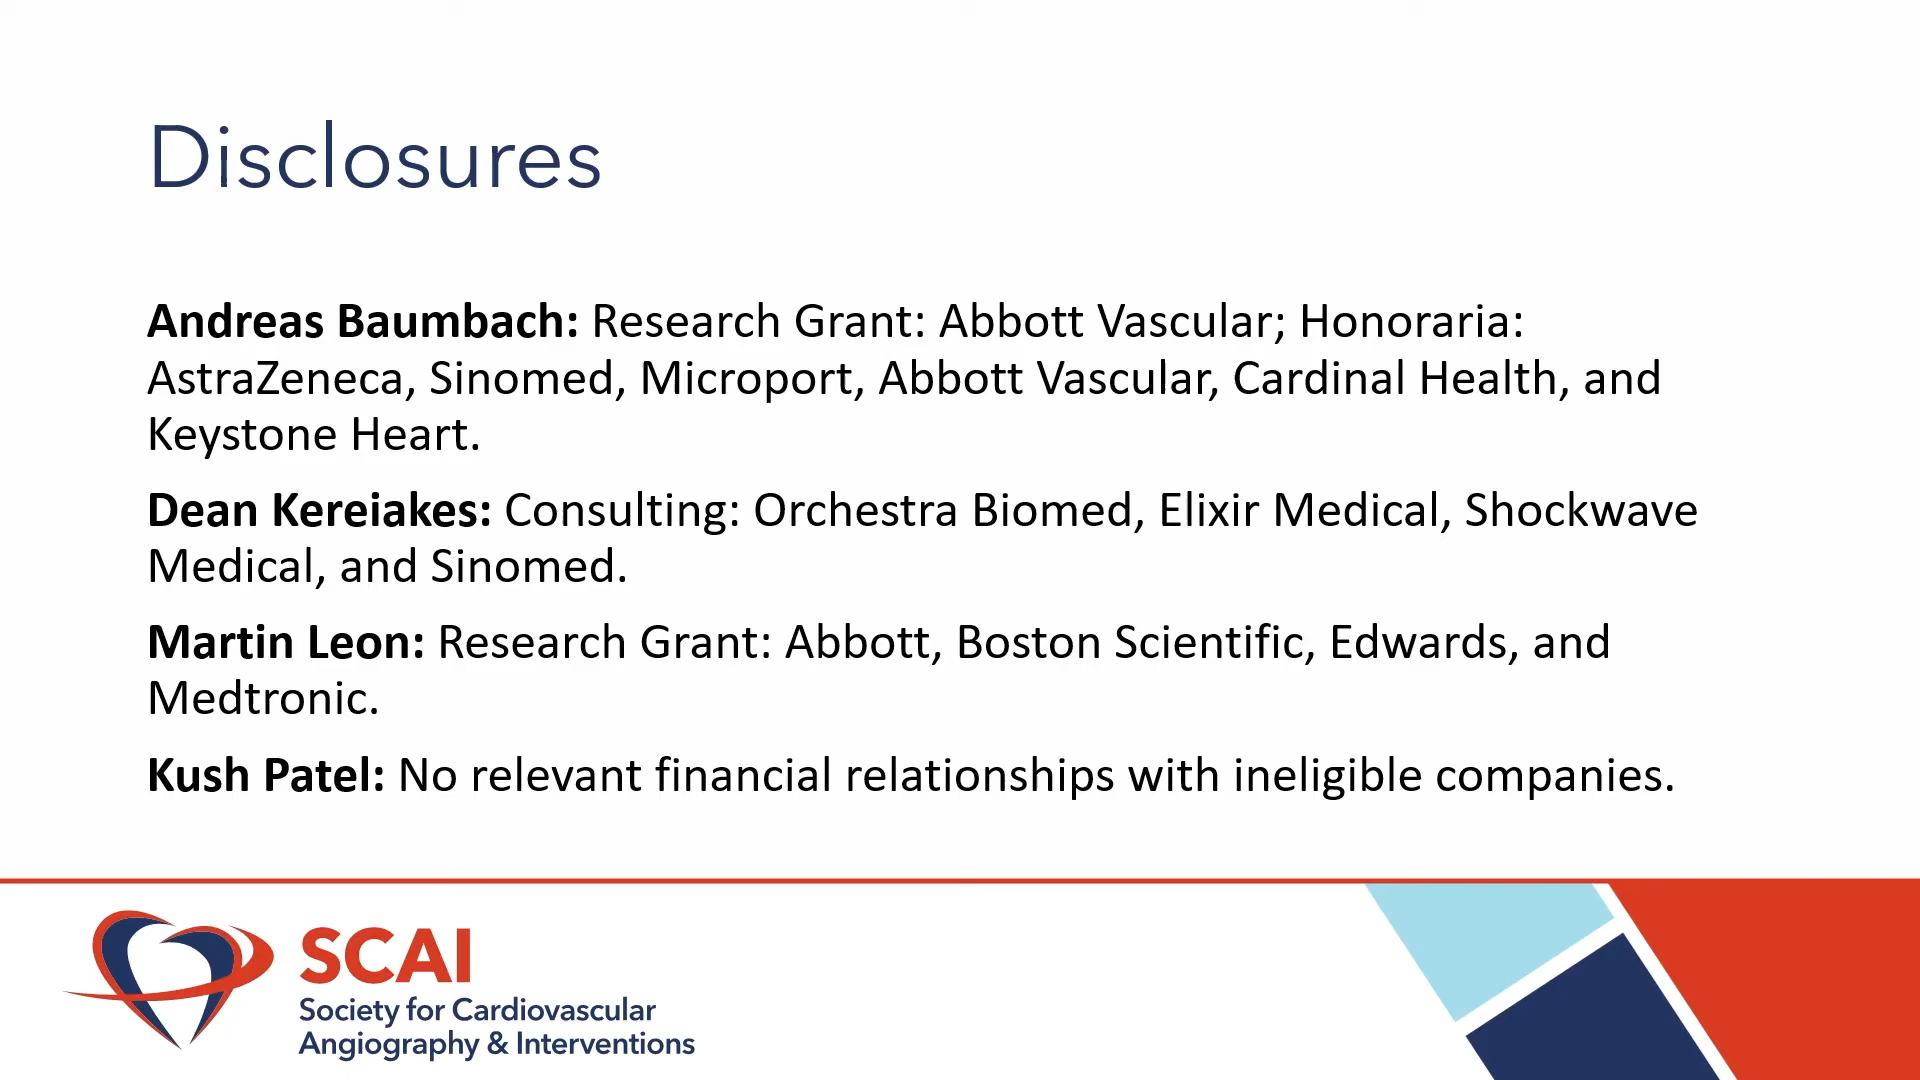 Disclosures
Andreas Baumbach: Research Grant: Abbott Vascular; Honoraria:
AstraZeneca, Sinomed, Microport, Abbott Vascular, Cardinal Health, and
Keystone Heart.
Dean Kereiakes: Consulting: Orchestra Biomed, Elixir Medical, Shockwave
Medical, and Sinomed.
Martin Leon: Research Grant: Abbott, Boston Scientific, Edwards, and
Medtronic.
Kush Patel: No relevant financial relationships with ineligible companies.
SCAI
Society for Cardiovascular
Angiography & Interventions